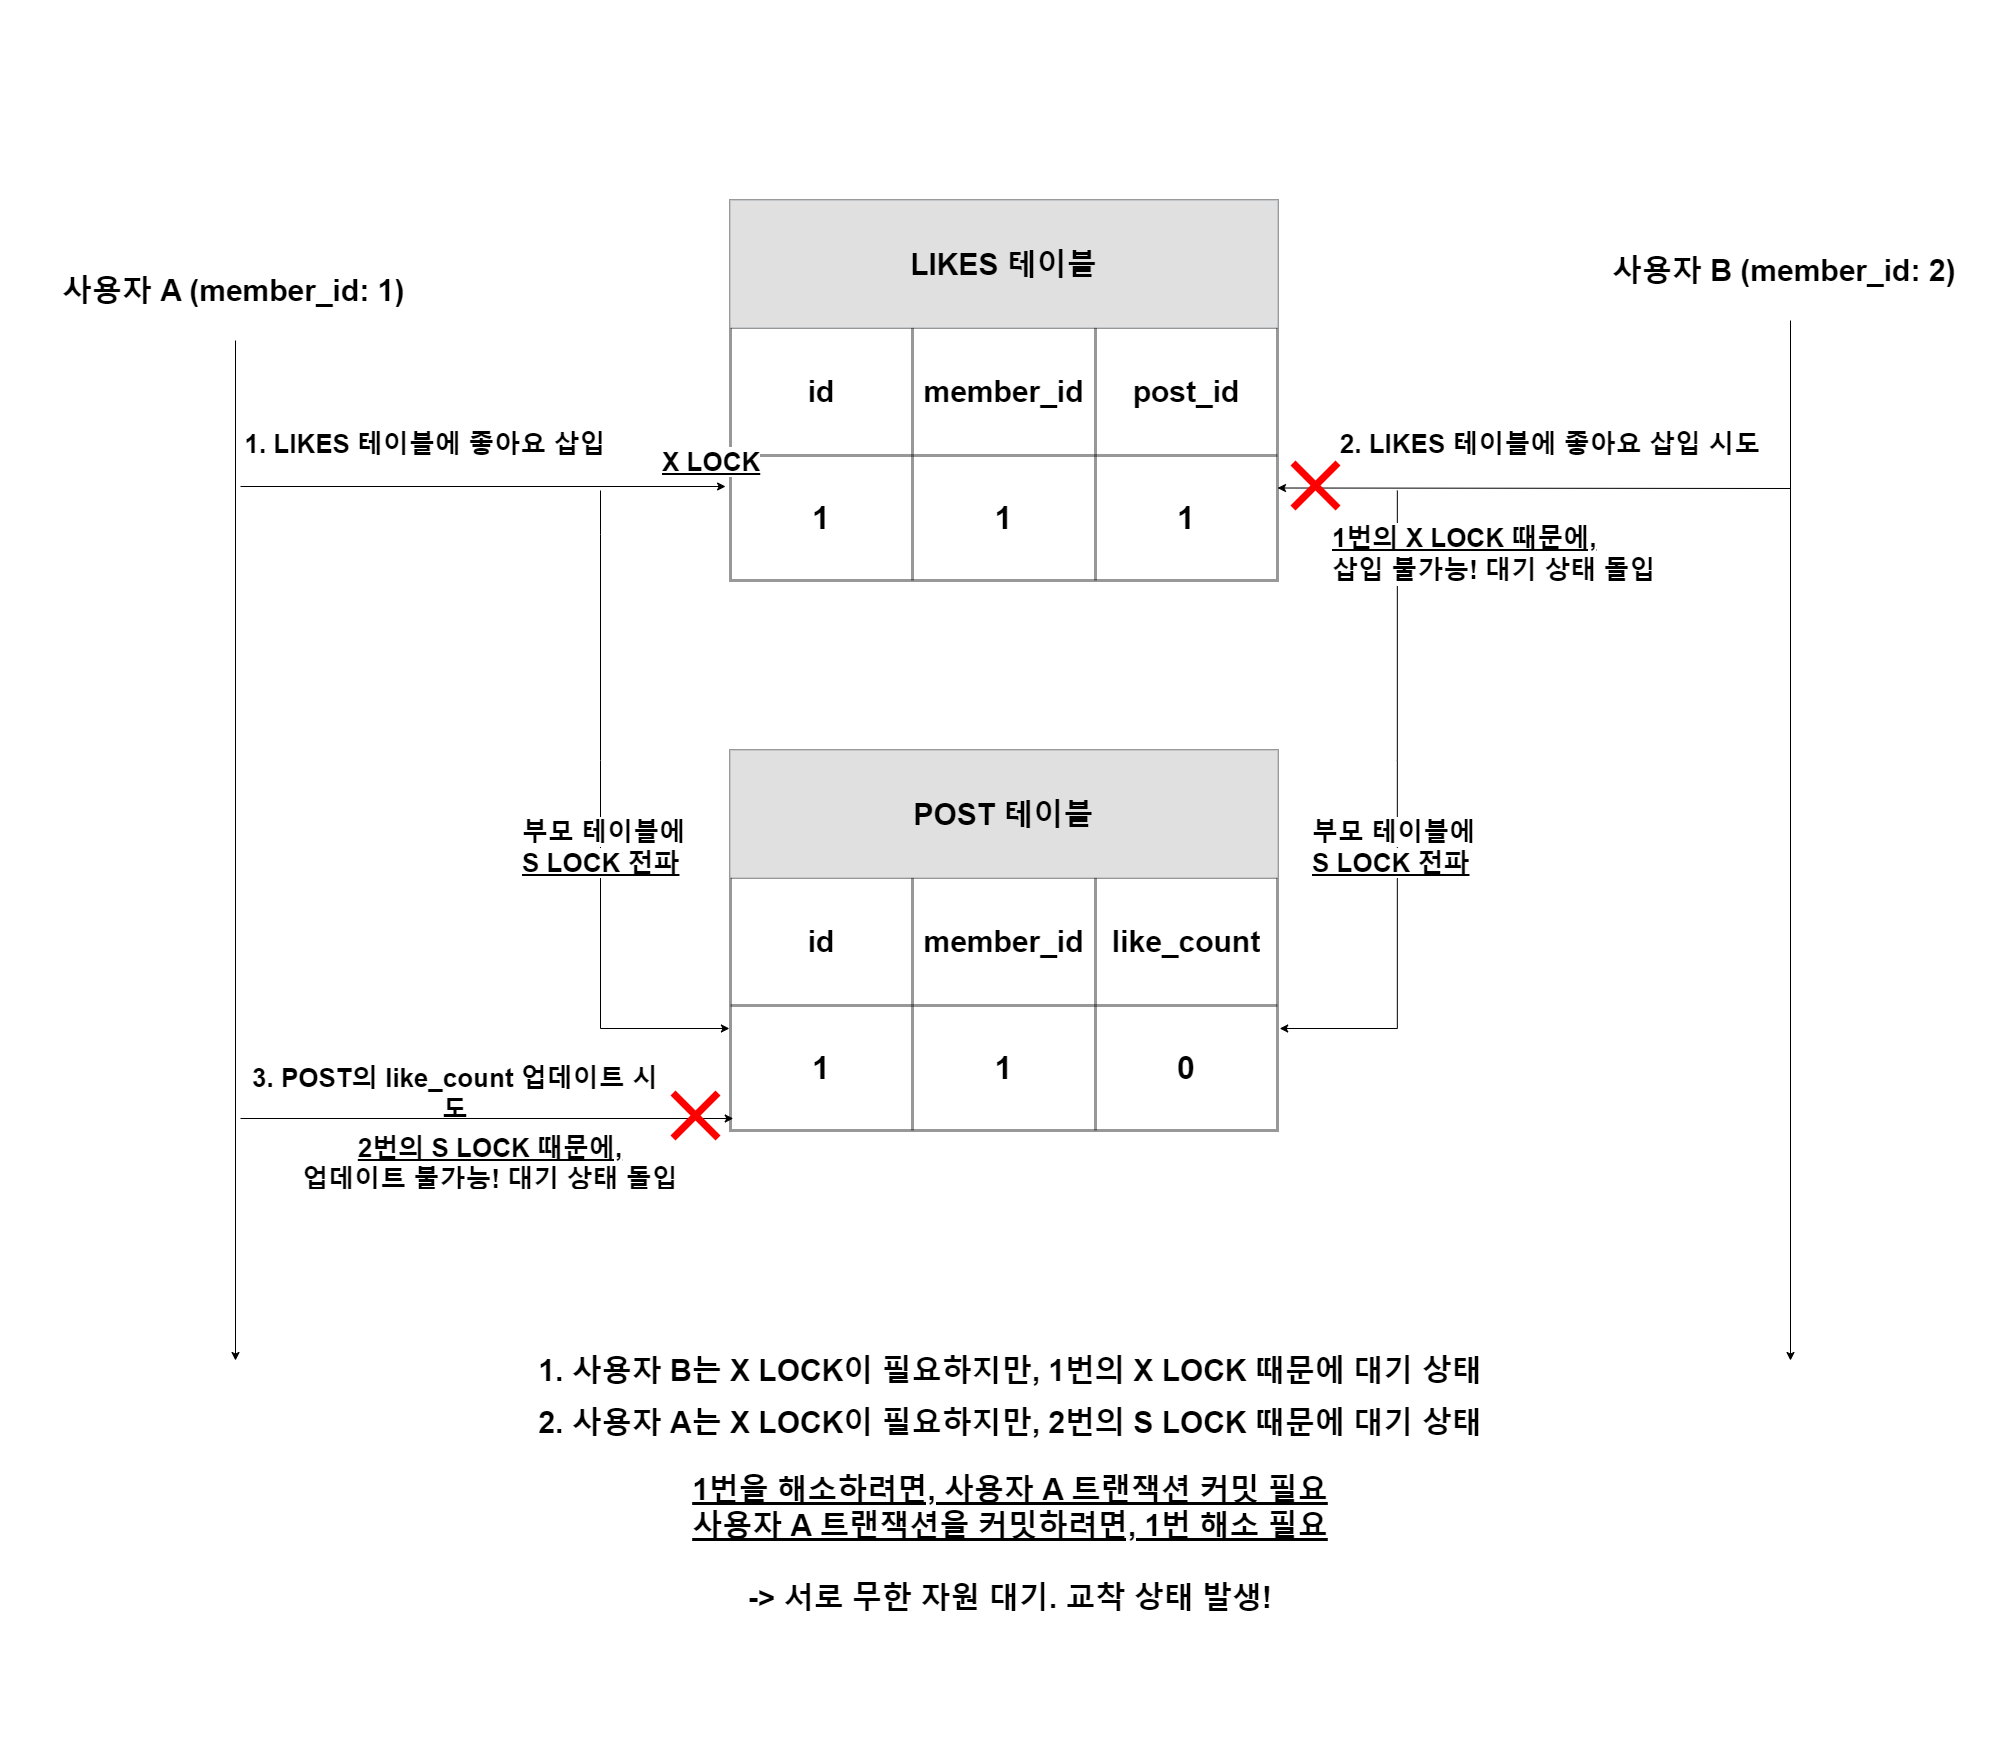 LIKES 테이블
사용자 A (member_id: 1)
사용자 B (member_id: 2)
id
member_id
post_id
1. LIKES 테이블에 좋아요 삽입
X LOCK
2. LIKES 테이블에 좋아요 삽입 시도
1
1
1
1번의 X LOCK 때문에,
삽입 불가능! 대기 상태 돌입
POST 테이블
부모 테이블에
S LOCK 전파
부모 테이블에
S LOCK 전파
id
member_id
like_count
1
1
0
3. POST의 like_count 업데이트 시
도
2번의 S LOCK 때문에,
업데이트 불가능! 대기 상태 돌입
1. 사용자 B는 X LOCK이 필요하지만, 1번의 X LOCK 때문에 대기 상태
2. 사용자 A는 X LOCK이 필요하지만, 2번의 S LOCK 때문에 대기 상태
1번을 해소하려면, 사용자 A 트랜잭션 커밋 필요
사용자 A 트랜잭션을 커밋하려면, 1번 해소 필요
-> 서로 무한 자원 대기. 교착 상태 발생!